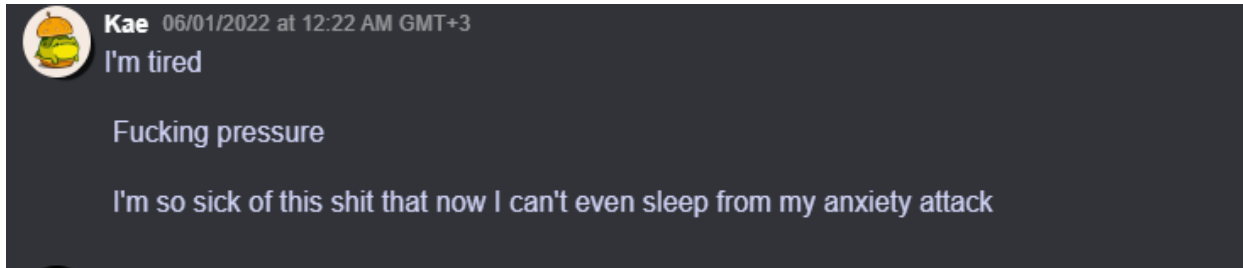 Kae 06/01/2022 at 12:22 AM GMT+3
I'm tired
Fucking pressure
I'm so sick of this shit that now I can't even sleep from my anxiety attack